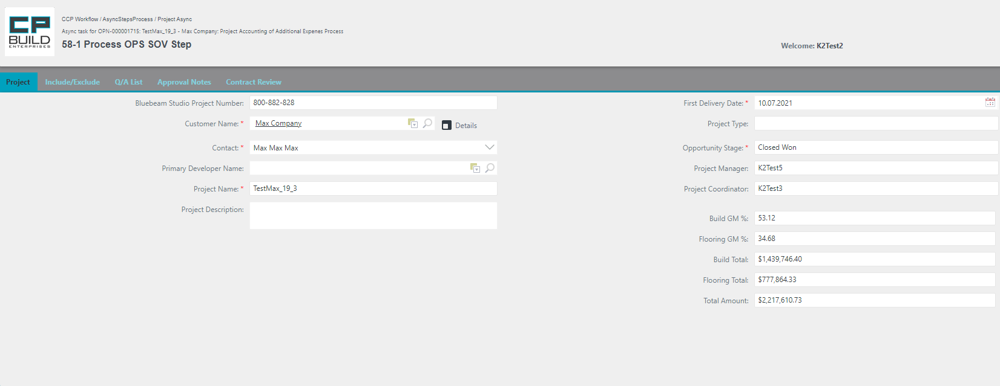 CP
BUILD
ENTERPRISES
CCP Workflow / AsyncStepsProcess / Project Async
Async task for OPN-000001715: TestMax_19_3 - Max Company: Project Accounting of Additional Expenes Process
58-1 Process OPS SOV Step
Welcome: K2Test2
Project Include/Exclude Q/A List Approval Notes Contract Review
Bluebeam Studio Project Number: 800-882-828
Customer Name: * Max Company Details
Contact: * Max Max Max
Primary Developer Name:
Project Name: * TestMax_19_3
Project Description:
First Delivery Date: * 10.07.2021
Project Type:
Opportunity Stage: * Closed Won
Project Manager: K2Test5
Project Coordinator: K2Test3
Build GM %: 53.12
Flooring GM %: 34.68
Build Total: $1,439,746.40
Flooring Total: $777,864.33
Total Amount: $2,217,610.73